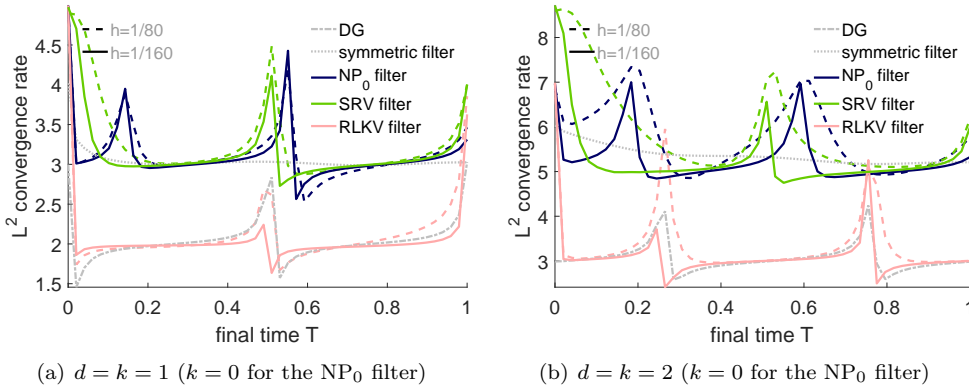 L² convergence rate
4.5
4
3.5
3
2.5
2
1.5
h=1/80
h=1/160
DG
symmetric filter
NP₀ filter
SRV filter
RLKV filter
0
0.2
0.4
0.6
0.8
1
final time T
(a) d = k = 1 (k = 0 for the NP₀ filter)
L² convergence rate
8
7
6
5
4
3
h=1/80
h=1/160
DG
symmetric filter
NP₀ filter
SRV filter
RLKV filter
0
0.2
0.4
0.6
0.8
1
final time T
(b) d = k = 2 (k = 0 for the NP₀ filter)